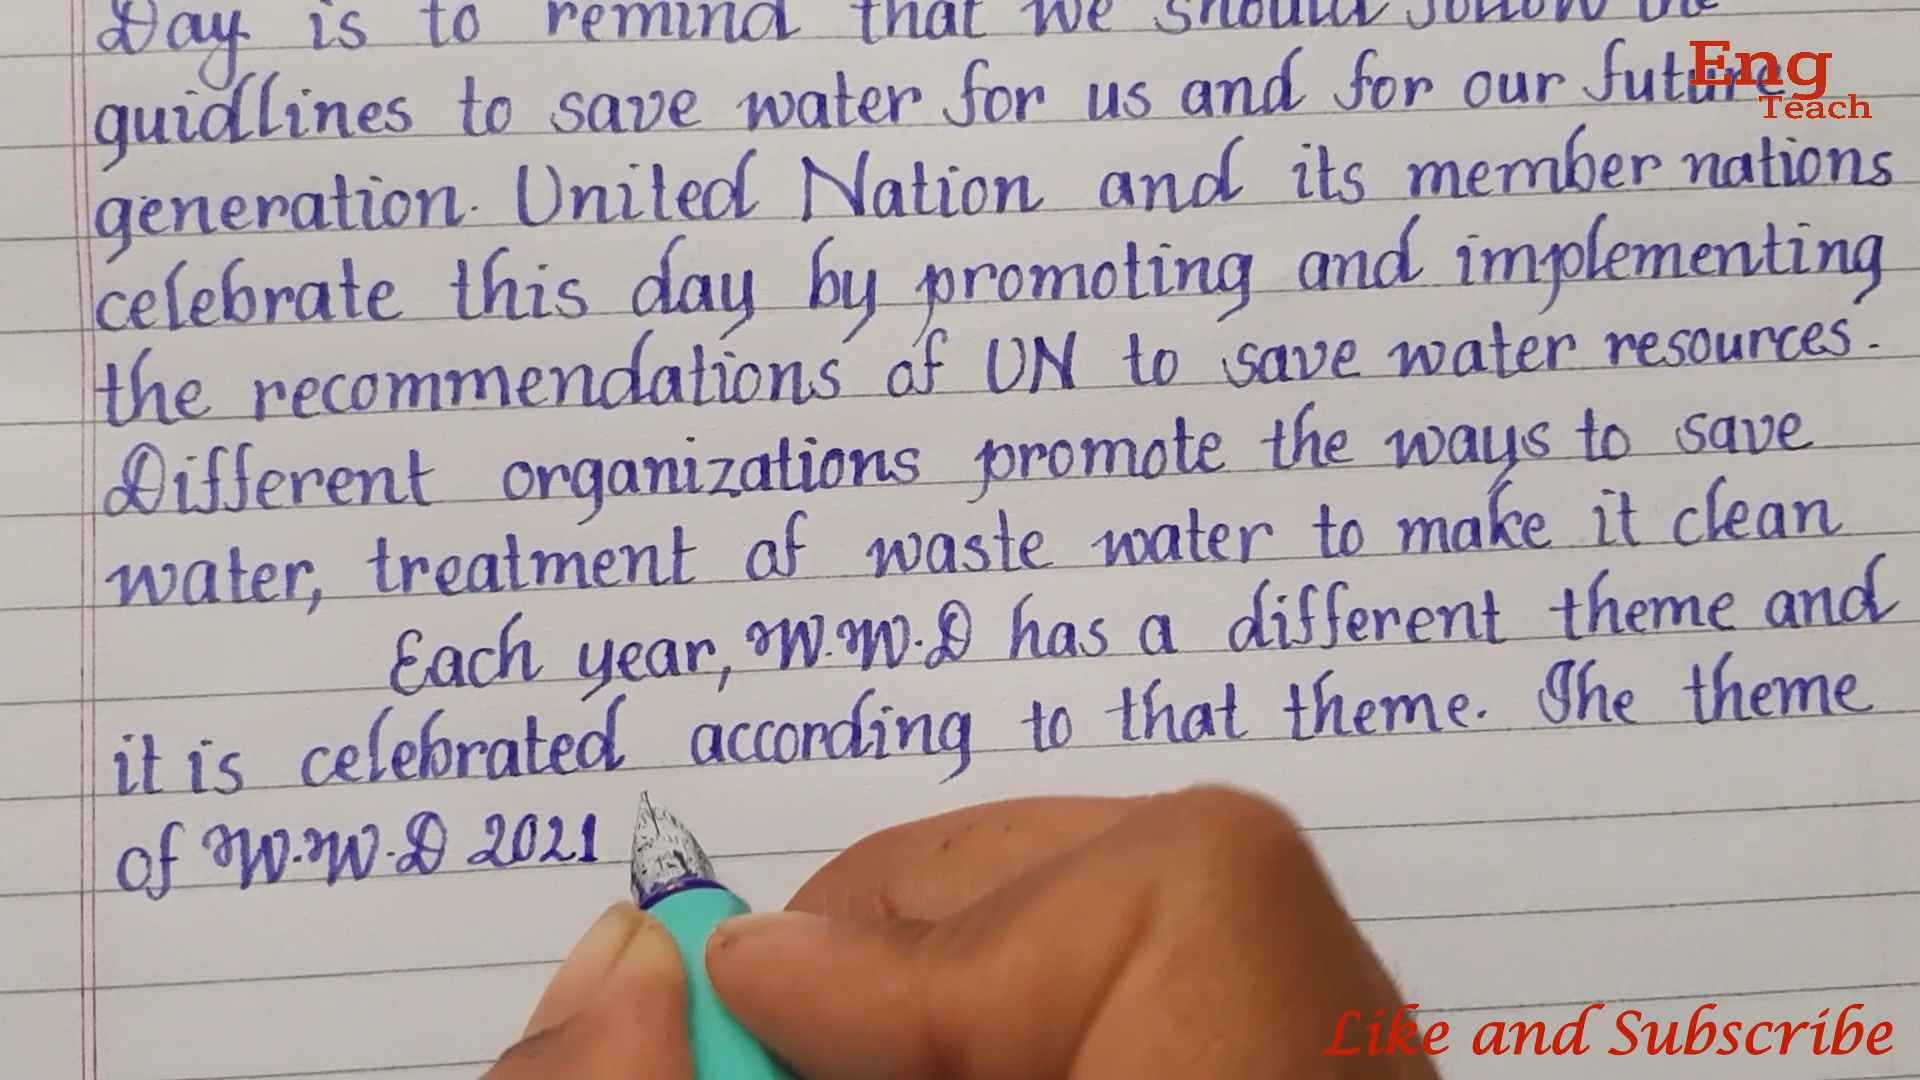 Day is to remind that we should follow the
guidlines to save water for us and for our future
Eng
Teach
generation. United Nation and its member nations
celebrate this day by promoting and implementing
the recommendations of UN to save water resources.
Different organizations promote the ways to save
water, treatment of waste water to make it clean
Each year, W.W.D has a different theme and
it is celebrated according to that theme. The theme
of W.W.D 2021
Like and Subscribe